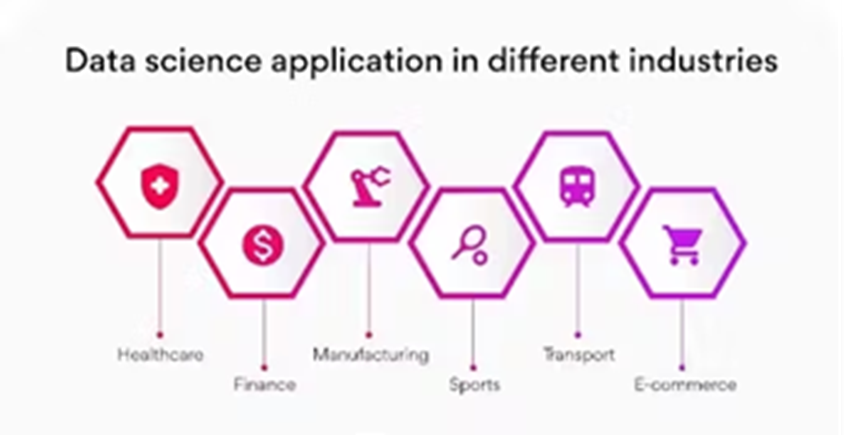 Data science application in different industries
Healthcare
Manufacturing
Transport
Finance
Sports
E-commerce